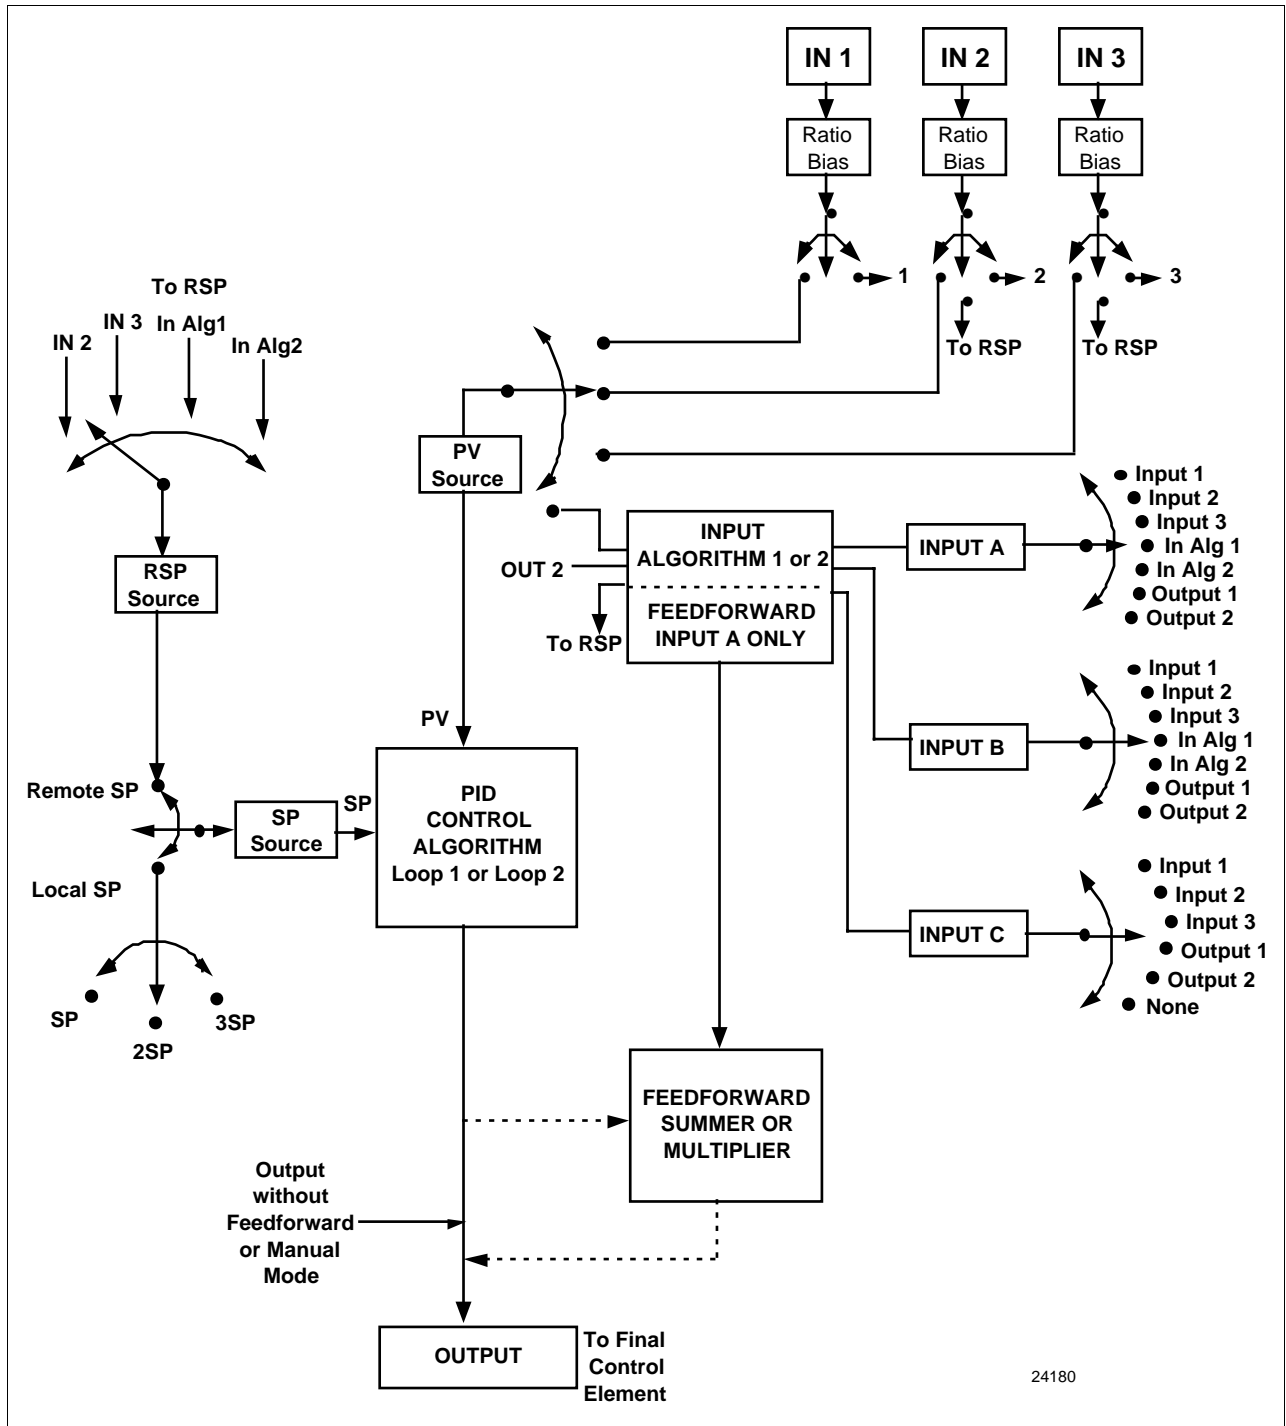 IN 1
IN 2
IN 3
Ratio
Bias
Ratio
Bias
Ratio
Bias
1
2
3
To RSP
To RSP
To RSP
IN 2
IN 3
In Alg1
In Alg2
RSP
Source
PV
Source
OUT 2
To RSP
INPUT
ALGORITHM 1 or 2
FEEDFORWARD
INPUT A ONLY
INPUT A
Input 1
Input 2
Input 3
In Alg 1
In Alg 2
Output 1
Output 2
INPUT B
Input 1
Input 2
Input 3
In Alg 1
In Alg 2
Output 1
Output 2
INPUT C
Input 1
Input 2
Input 3
Output 1
Output 2
None
PV
Remote SP
SP
Source
SP
PID
CONTROL
ALGORITHM
Loop 1 or Loop 2
Local SP
SP
2SP
3SP
FEEDFORWARD
SUMMER OR
MULTIPLIER
Output
without
Feedforward
or Manual
Mode
OUTPUT
To Final
Control
Element
24180